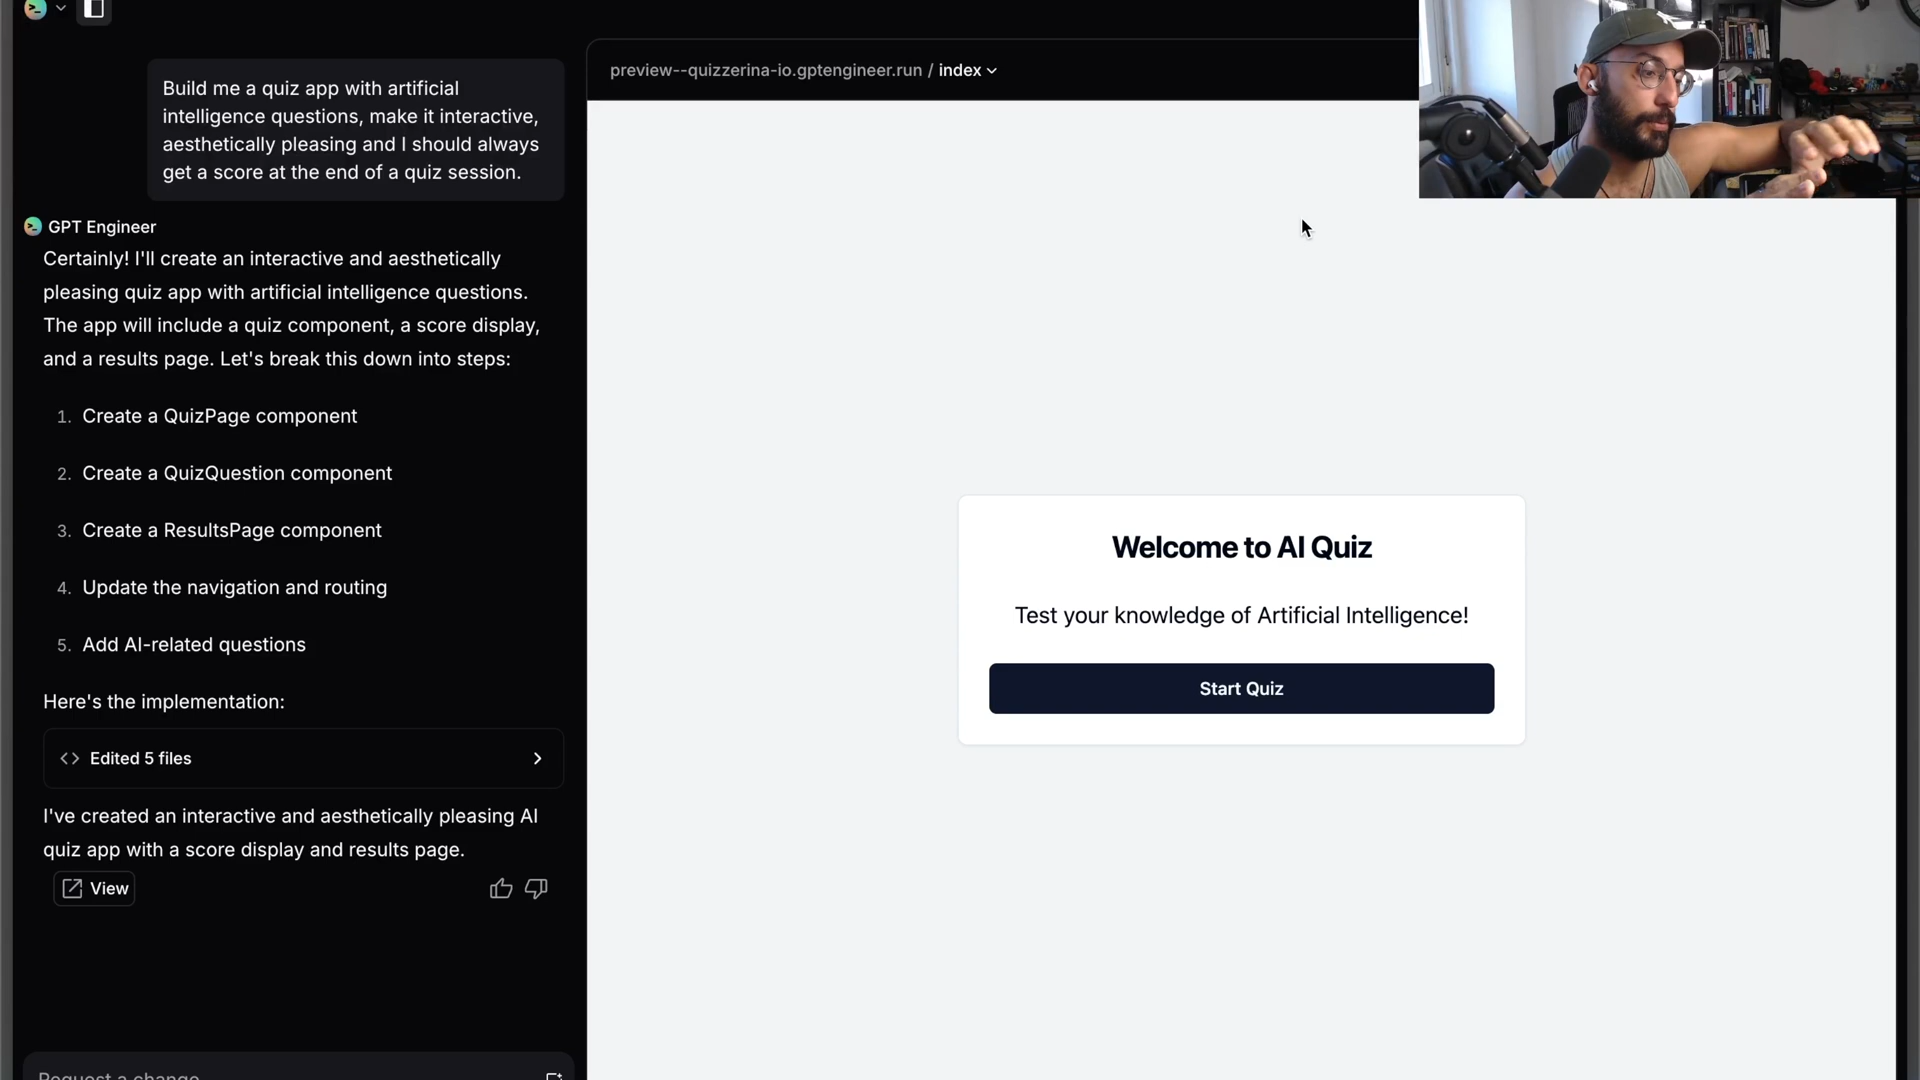 preview--quizzerina-io.gptengineer.run / index
Build me a quiz app with artificial
intelligence questions, make it interactive,
aesthetically pleasing and I should always
get a score at the end of a quiz session.
GPT Engineer
Certainly! I'll create an interactive and aesthetically
pleasing quiz app with artificial intelligence questions.
The app will include a quiz component, a score display,
and a results page. Let's break this down into steps:
1. Create a QuizPage component
2. Create a QuizQuestion component
3. Create a ResultsPage component
4. Update the navigation and routing
5. Add AI-related questions
Here's the implementation:
Edited 5 files
I've created an interactive and aesthetically pleasing AI
quiz app with a score display and results page.
View
Request a change
Welcome to AI Quiz
Test your knowledge of Artificial Intelligence!
Start Quiz